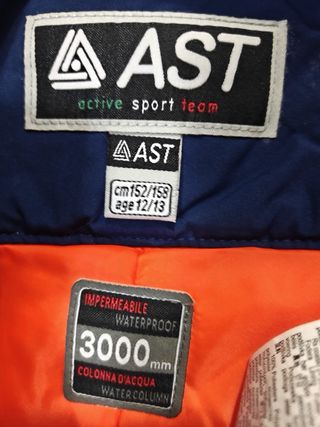 AST
active sport team
AST
cm152/158
age 12/13
IMPERMEABILE
WATERPROOF
3000mm
COLONNA D'ACQUA
WATER COLUMN